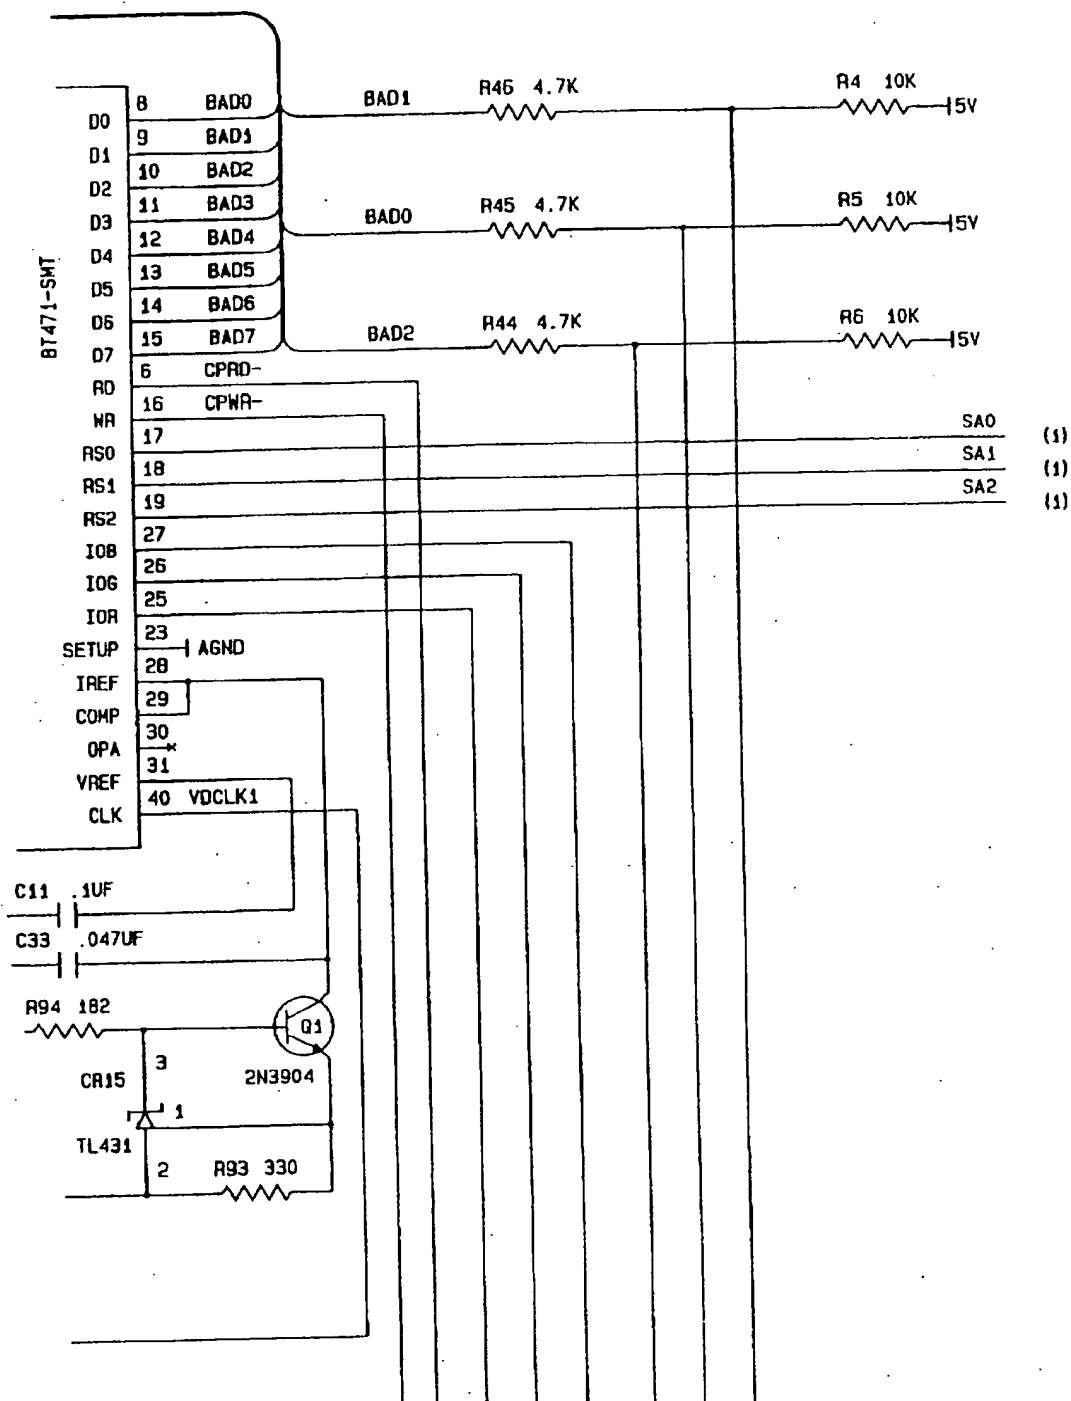 R46 4.7K
R4 10K
8 BAD0
BAD1
5V
D0
9 BAD1
D1
10 BAD2
D2
11 BAD3
R45 4.7K
R5 10K
D3
BAD0
5V
12 BAD4
D4
13 BAD5
D5
14 BAD6
D6
R44 4.7K
R6 10K
15 BAD7
BAD2
5V
D7
BT471-SMT
6 CPRD-
RD
16 CPWR-
WR
17
SA0 (1)
RS0
18
SA1 (1)
RS1
19
SA2 (1)
RS2
27
IOB
26
IOG
25
IOR
23
SETUP
AGND
28
IREF
29
COMP
30
OPA
31
VREF
40 VDCLK1
CLK
C11 .1UF
C33 .047UF
R94 182
Q1
3
CR15
2N3904
1
TL431
2
R93 330